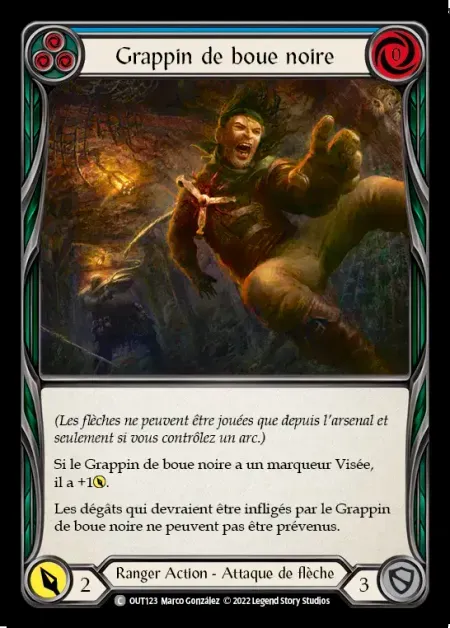 Grappin de boue noire
0
(Les flèches ne peuvent être jouées que depuis l'arsenal et
seulement si vous contrôlez un arc.)
Si le Grappin de boue noire a un marqueur Visée,
il a +1
Les dégâts qui devraient être infligés par le Grappin
de boue noire ne peuvent pas être prévenus.
2
Ranger Action - Attaque de flèche
3
C OUT123 Marco González © 2022 Legend Story Studios